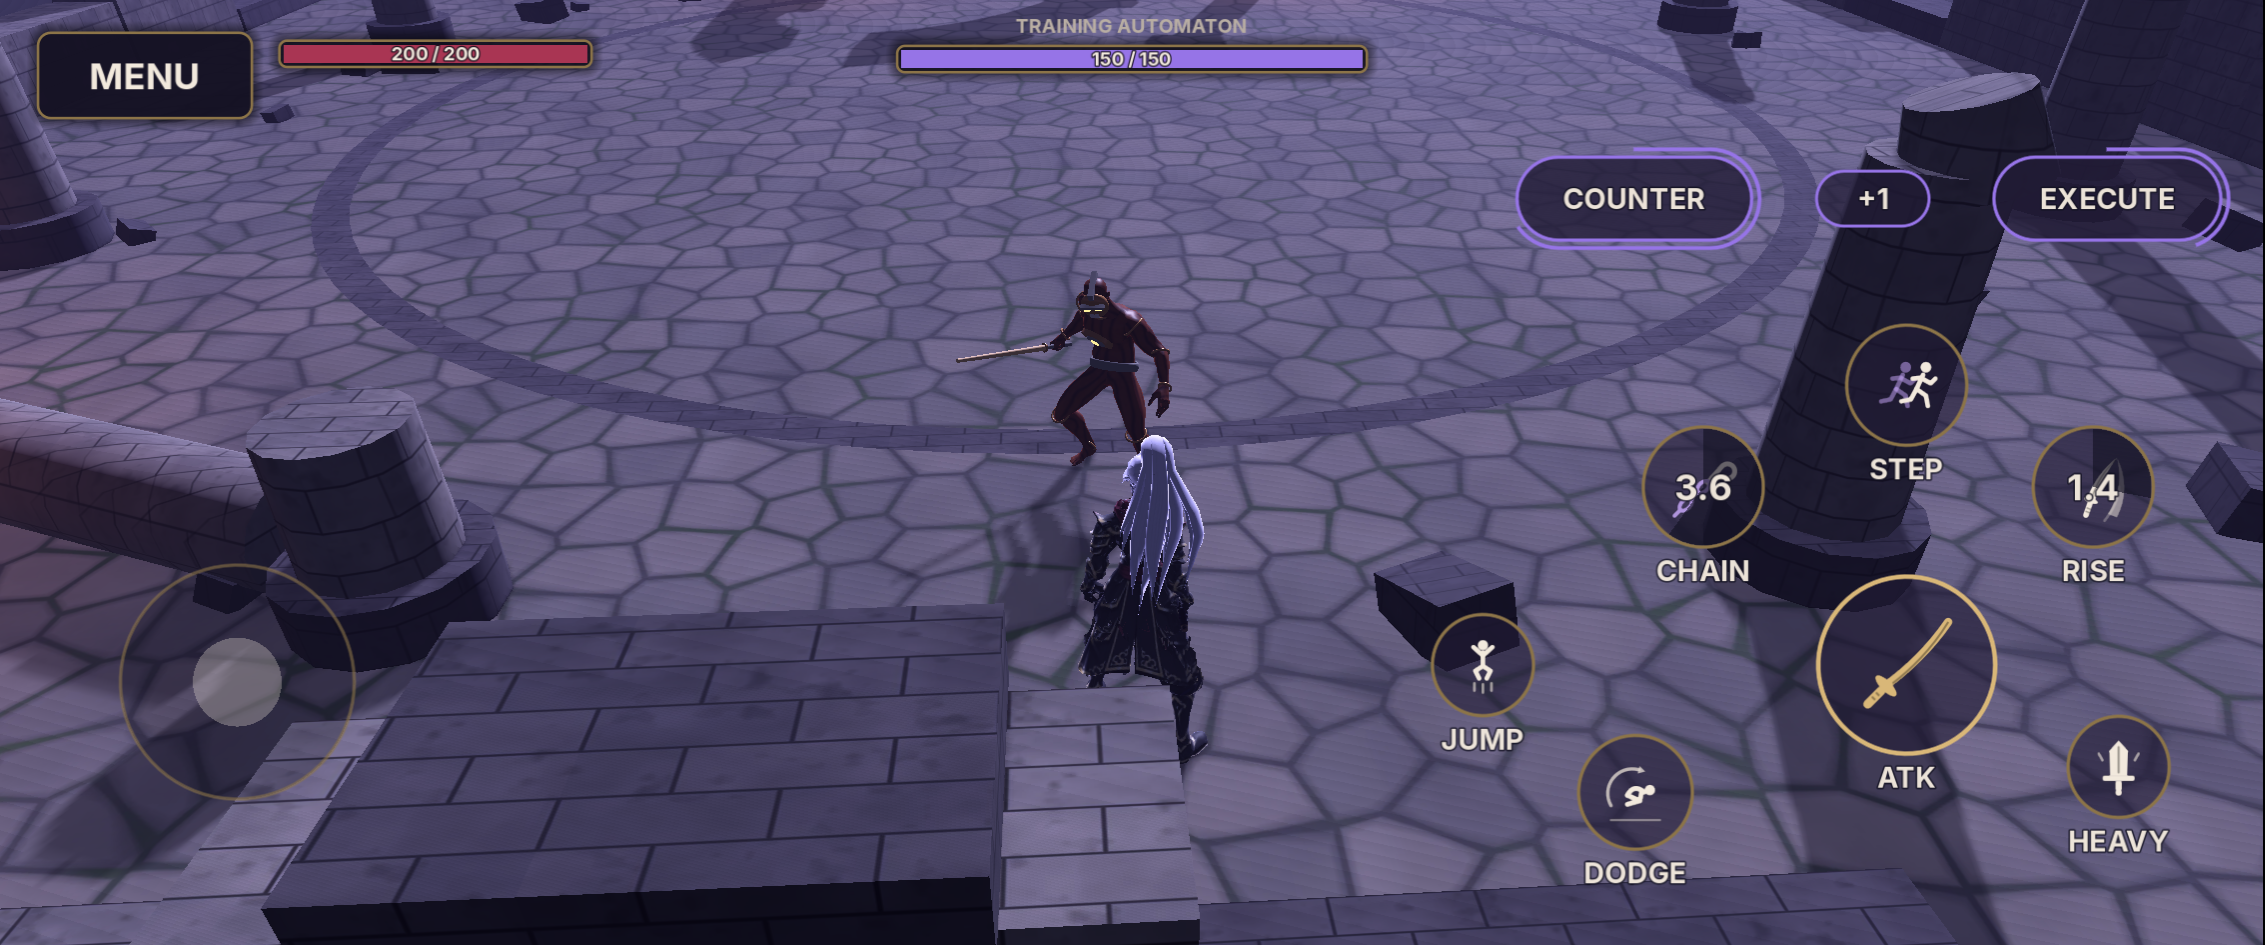 TRAINING AUTOMATON
MENU
200 / 200
150 / 150
COUNTER
+1
EXECUTE
STEP
3.6
1.4
CHAIN
RISE
JUMP
ATK
HEAVY
DODGE